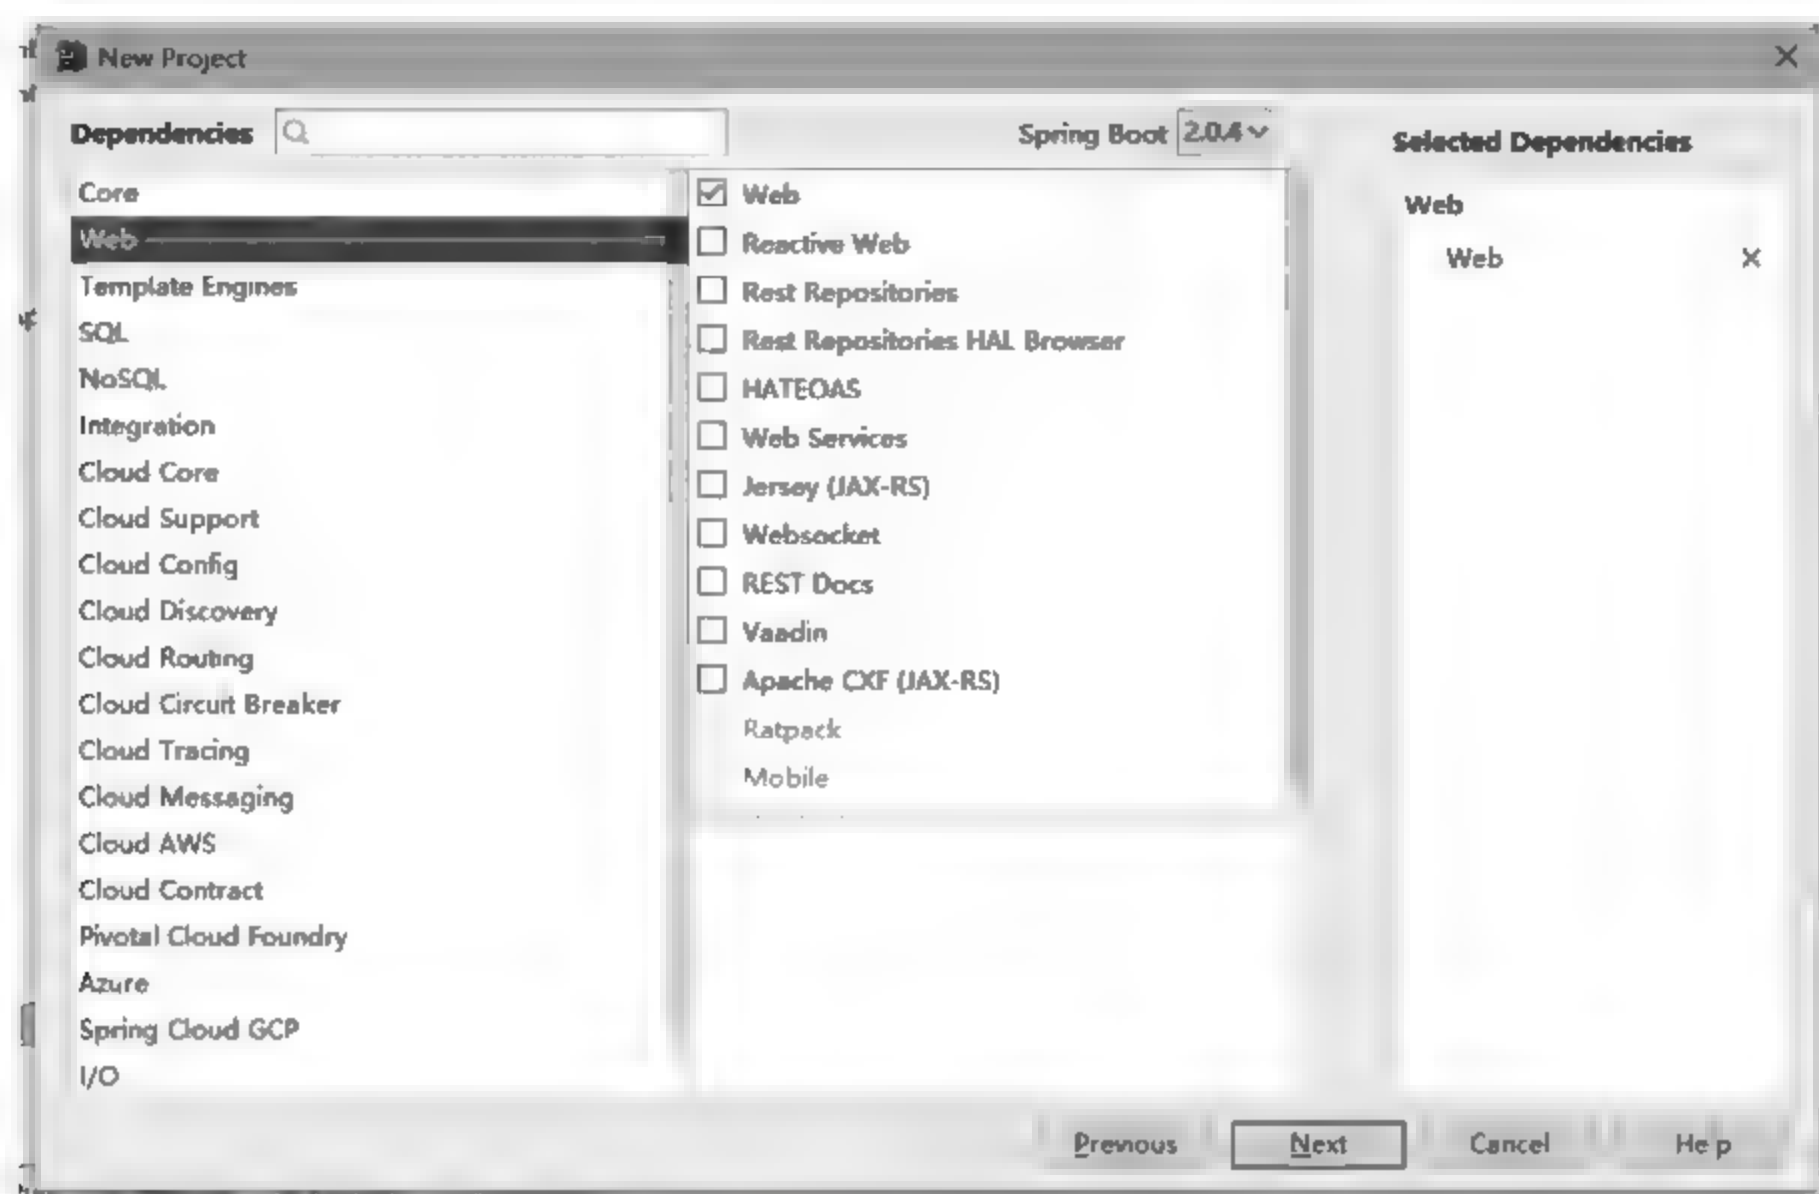 New Project
Dependencies
Spring Boot 2.0.4
Selected Dependencies
Core
Web
Template Engines
SQL
NoSQL
Integration
Cloud Core
Cloud Support
Cloud Config
Cloud Discovery
Cloud Routing
Cloud Circuit Breaker
Cloud Tracing
Cloud Messaging
Cloud AWS
Cloud Contract
Pivotal Cloud Foundry
Azure
Spring Cloud GCP
I/O
Web
Reactive Web
Rest Repositories
Rest Repositories HAL Browser
HATEOAS
Web Services
Jersey (JAX-RS)
Websocket
REST Docs
Vaadin
Apache CXF (JAX-RS)
Ratpack
Mobile
Web
Web
Previous
Next
Cancel
Help